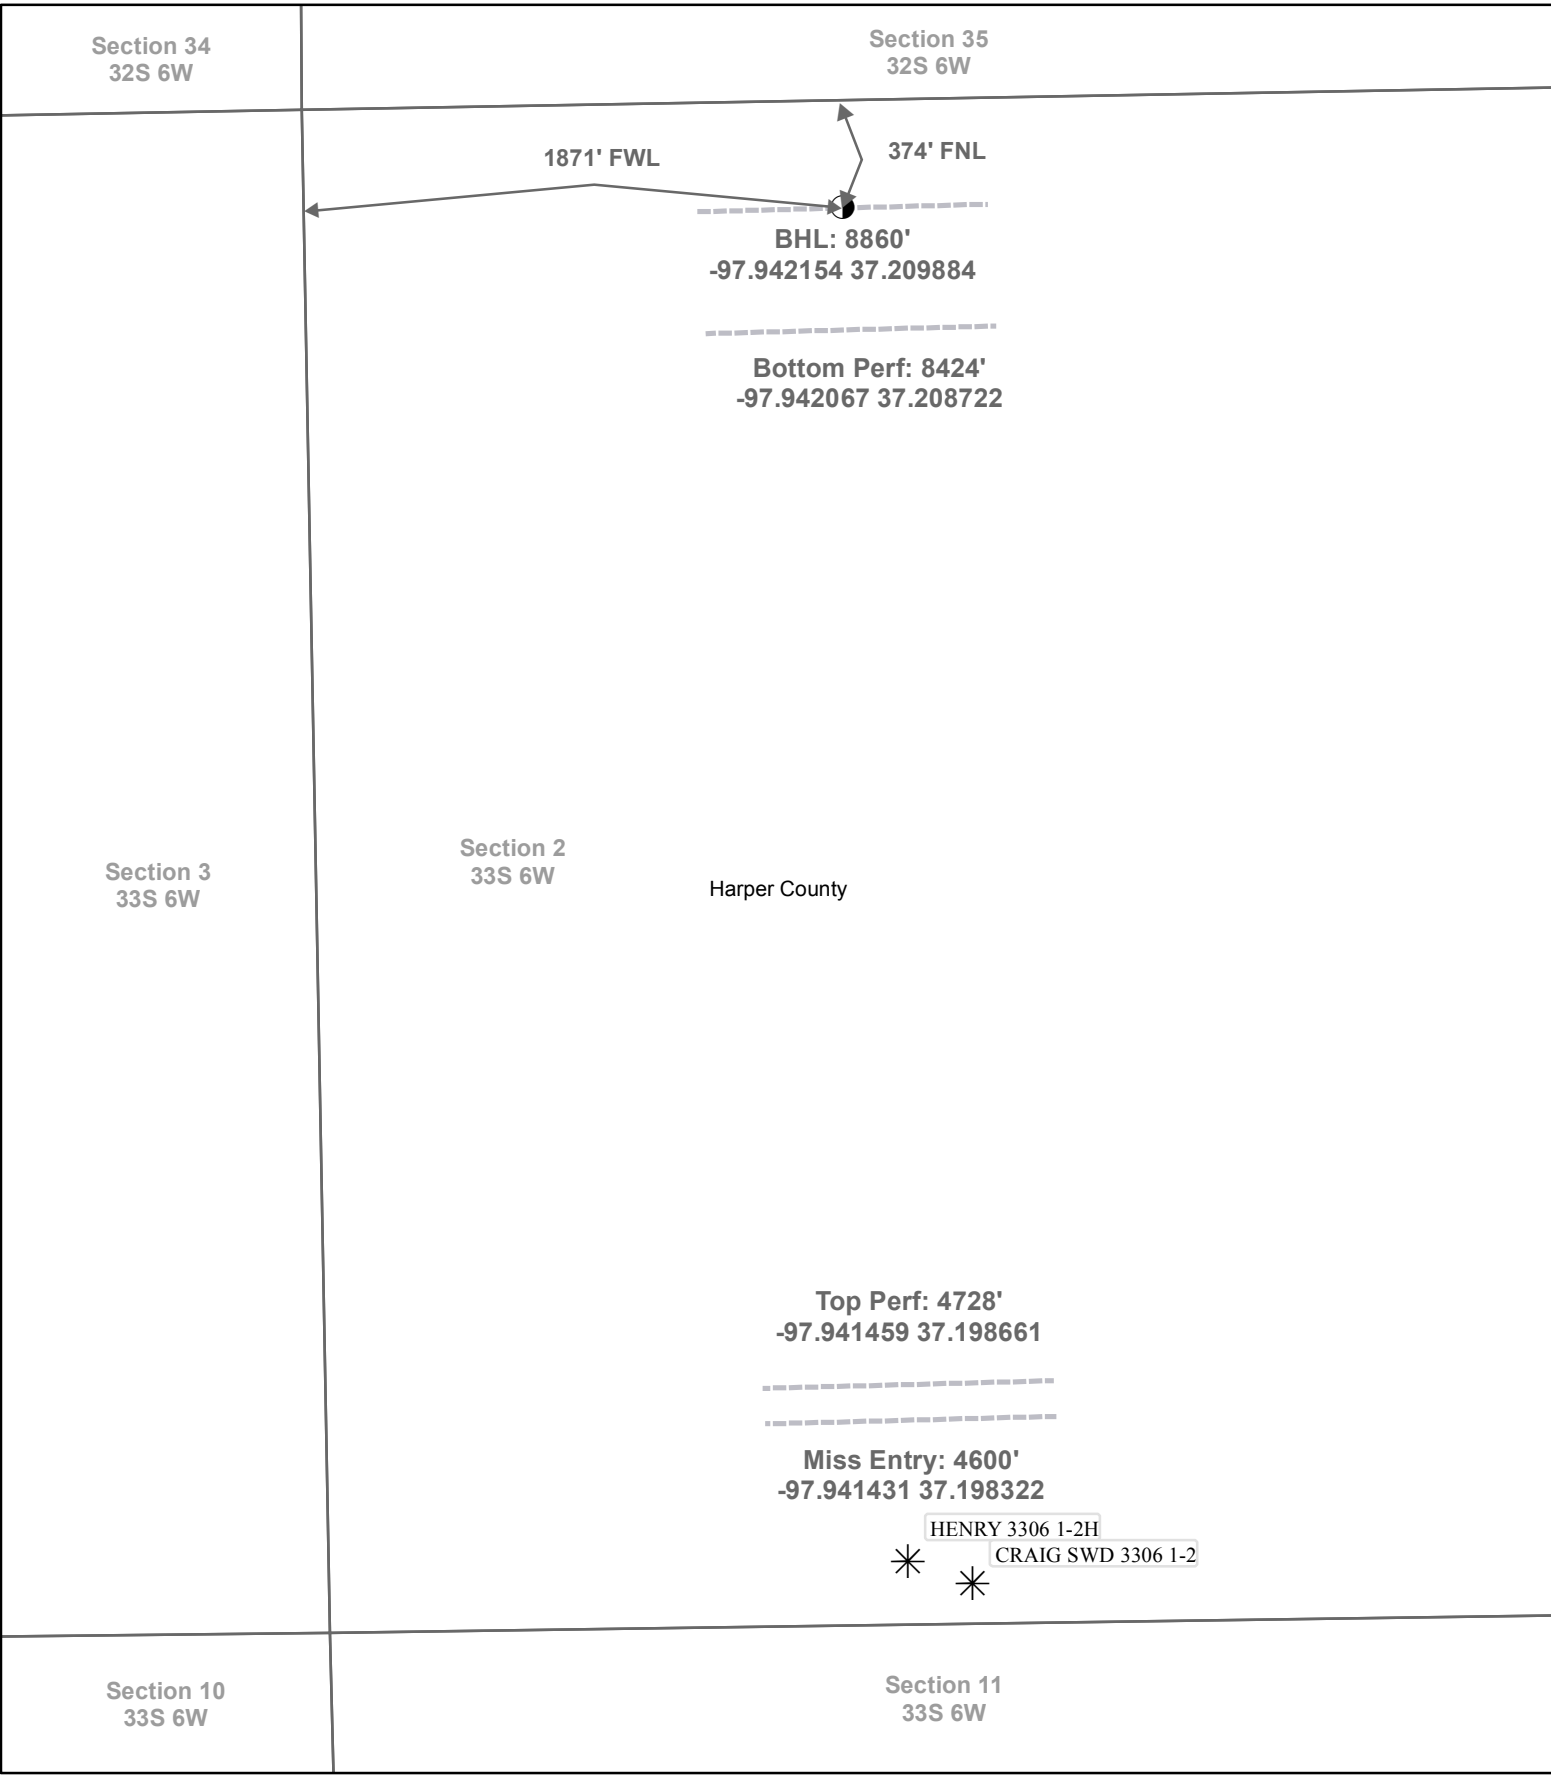 Section 34
32S 6W
Section 35
32S 6W
1871' FWL
374' FNL
BHL: 8860'
-97.942154 37.209884
Bottom Perf: 8424'
-97.942067 37.208722
Section 3
33S 6W
Section 2
33S 6W
Harper County
Top Perf: 4728'
-97.941459 37.198661
Miss Entry: 4600'
-97.941431 37.198322
HENRY 3306 1-2H
CRAIG SWD 3306 1-2
Section 10
33S 6W
Section 11
33S 6W